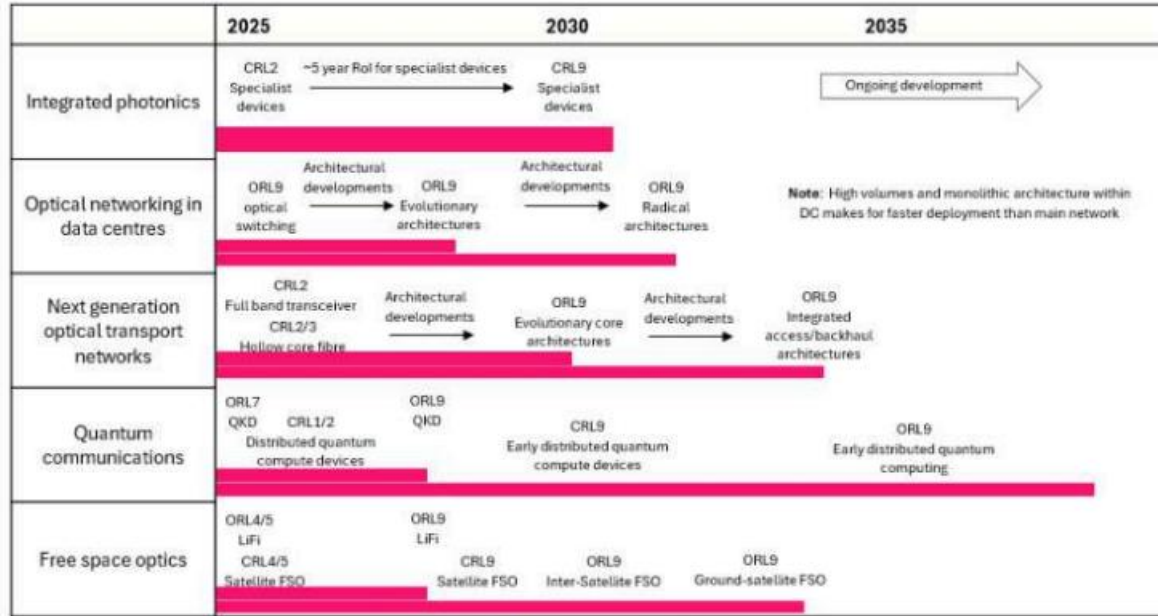 2025 2030 2035
Integrated photonics
CRL2
Specialist
devices
~5 year RoI for specialist devices
CRL9
Specialist
devices
Ongoing development
Optical networking in
data centres
ORL9
optical
switching
Architectural
developments
ORL9
Evolutionary
architectures
Architectural
developments
ORL9
Radical
architectures
Note: High volumes and monolithic architecture within
DC makes for faster deployment than main network
Next generation
optical transport
networks
CRL2
Full band transceiver
CRL2/3
Hollow core fibre
Architectural
developments
ORL9
Evolutionary core
architectures
Architectural
developments
ORL9
Integrated
access/backhaul
architectures
Quantum
communications
ORL7
QKD
CRL1/2
Distributed quantum
compute devices
ORL9
QKD
CRL9
Early distributed quantum
compute devices
ORL9
Early distributed quantum
computing
Free space optics
ORL4/5
LiFi
CRL4/5
Satellite FSO
ORL9
LiFi
CRL9
Satellite FSO
ORL9
Inter-Satellite FSO
ORL9
Ground-satellite FSO